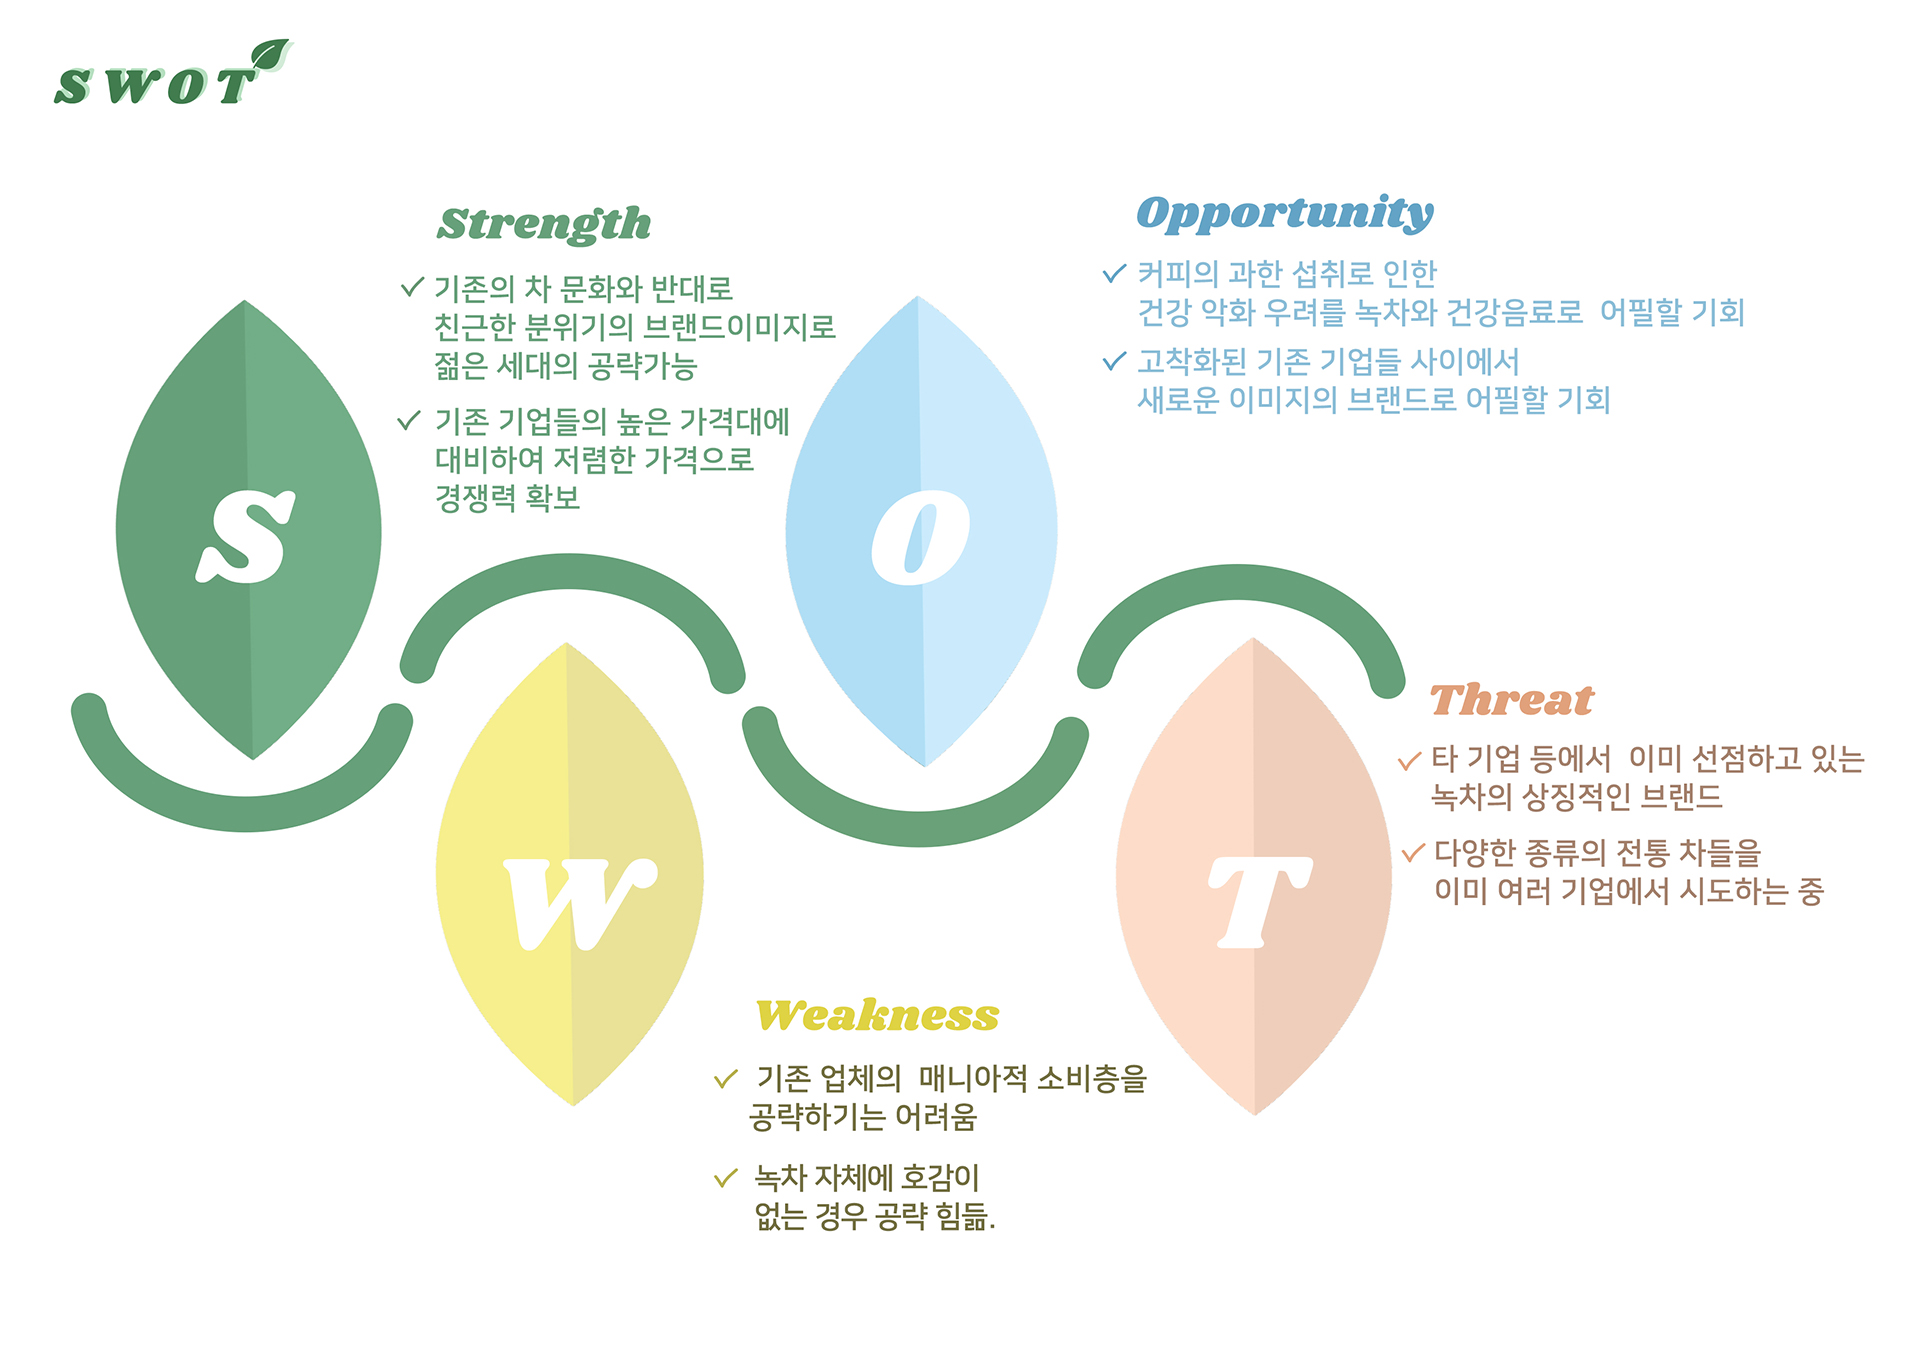 SWOT
Strength
기존의 차 문화와 반대로
친근한 분위기의 브랜드이미지로
젊은 세대의 공략가능
기존 기업들의 높은 가격대에
대비하여 저렴한 가격으로
경쟁력 확보
S
Opportunity
커피의 과한 섭취로 인한
건강 악화 우려를 녹차와 건강음료로 어필할 기회
고착화된 기존 기업들 사이에서
새로운 이미지의 브랜드로 어필할 기회
O
W
Weakness
기존 업체의 매니아적 소비층을
공략하기는 어려움
녹차 자체에 호감이
없는 경우 공략 힘듦.
T
Threat
타 기업 등에서 이미 선점하고 있는
녹차의 상징적인 브랜드
다양한 종류의 전통 차들을
이미 여러 기업에서 시도하는 중